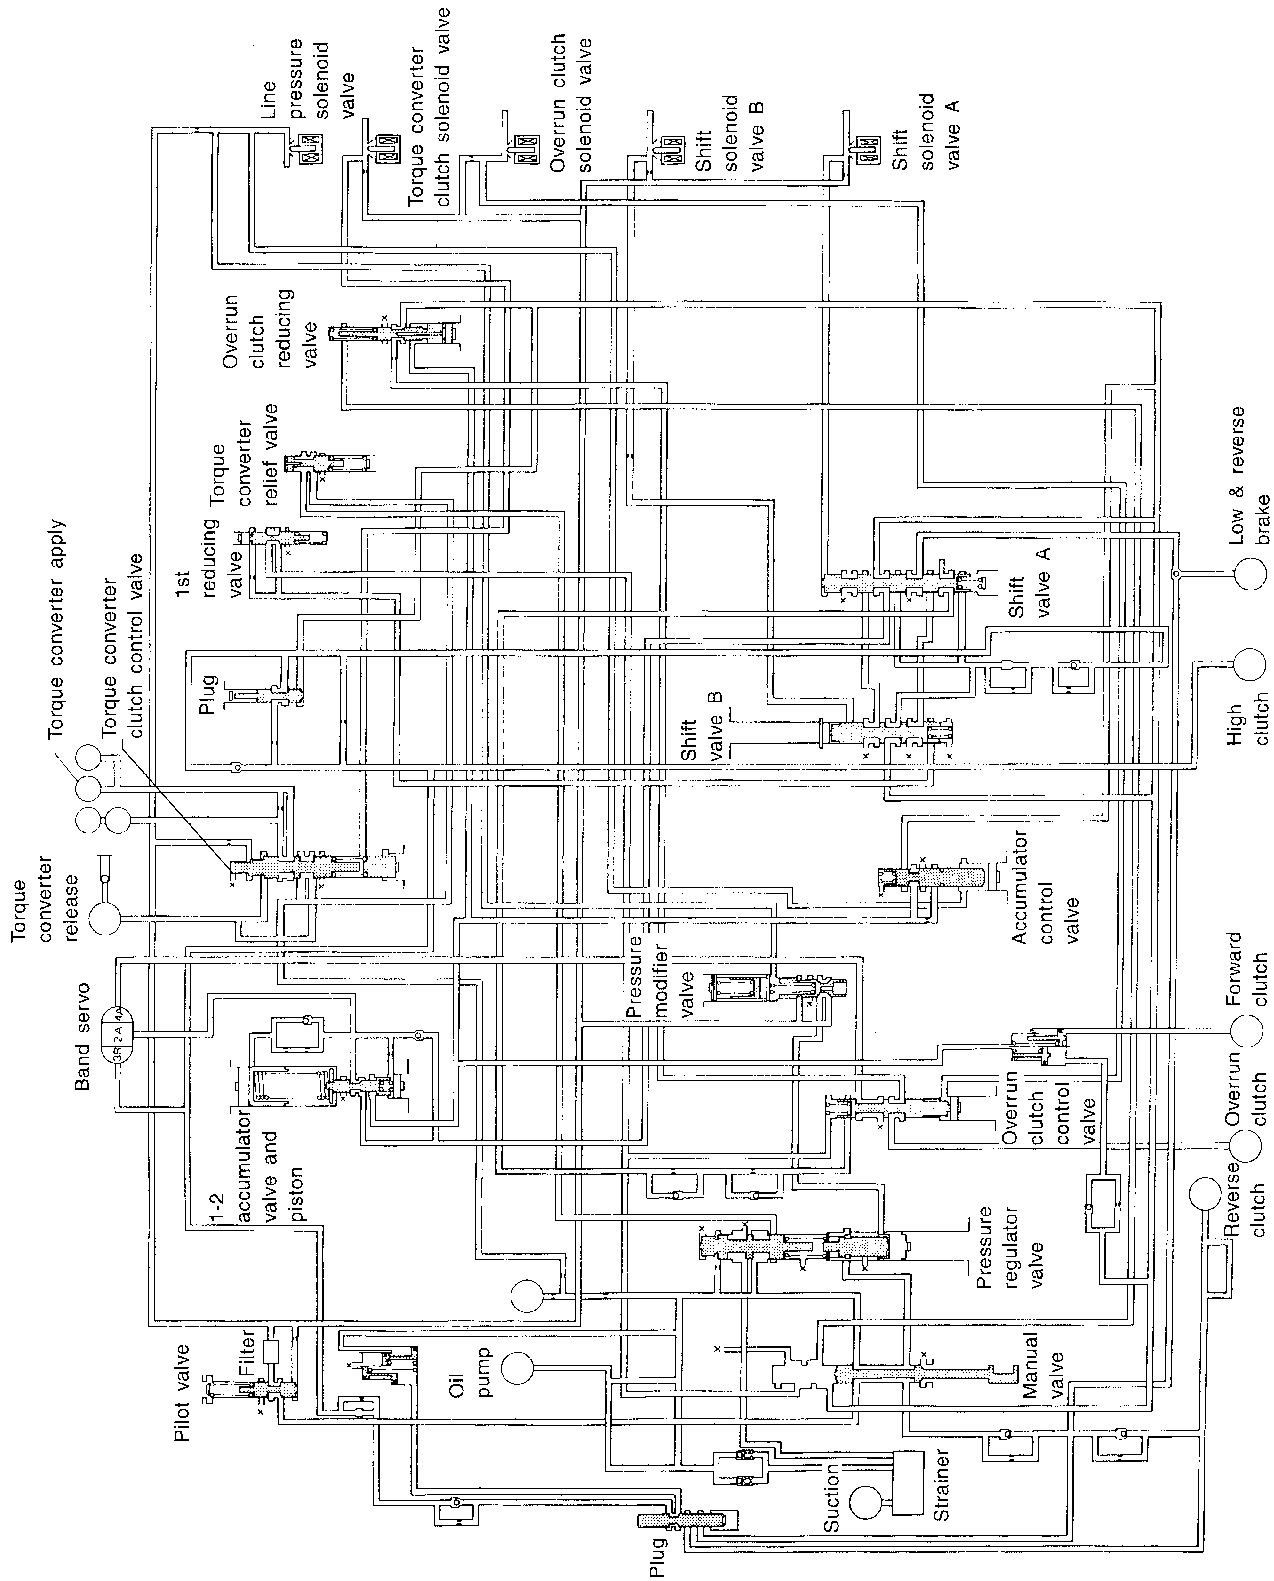 Line
pressure
solenoid
valve
Torque converter
clutch solenoid valve
Overrun clutch
solenoid valve
Shift
solenoid
valve B
Shift
solenoid
valve A
Overrun
clutch
reducing
valve
Torque
converter
relief valve
1st
reducing
valve
Torque converter apply
Torque converter
clutch control valve
Plug
Shift
valve A
Shift
valve B
Low & reverse
brake
High
clutch
Torque
converter
release
Accumulator
control
valve
Pressure
modifier
valve
Band servo
3R 2A 4A
1-2
accumulator
valve and
piston
Forward
clutch
Overrun
clutch
Overrun
clutch
control
valve
Reverse
clutch
Pressure
regulator
valve
Pilot valve
Filter
Oil
pump
Manual
valve
Suction
Strainer
Plug